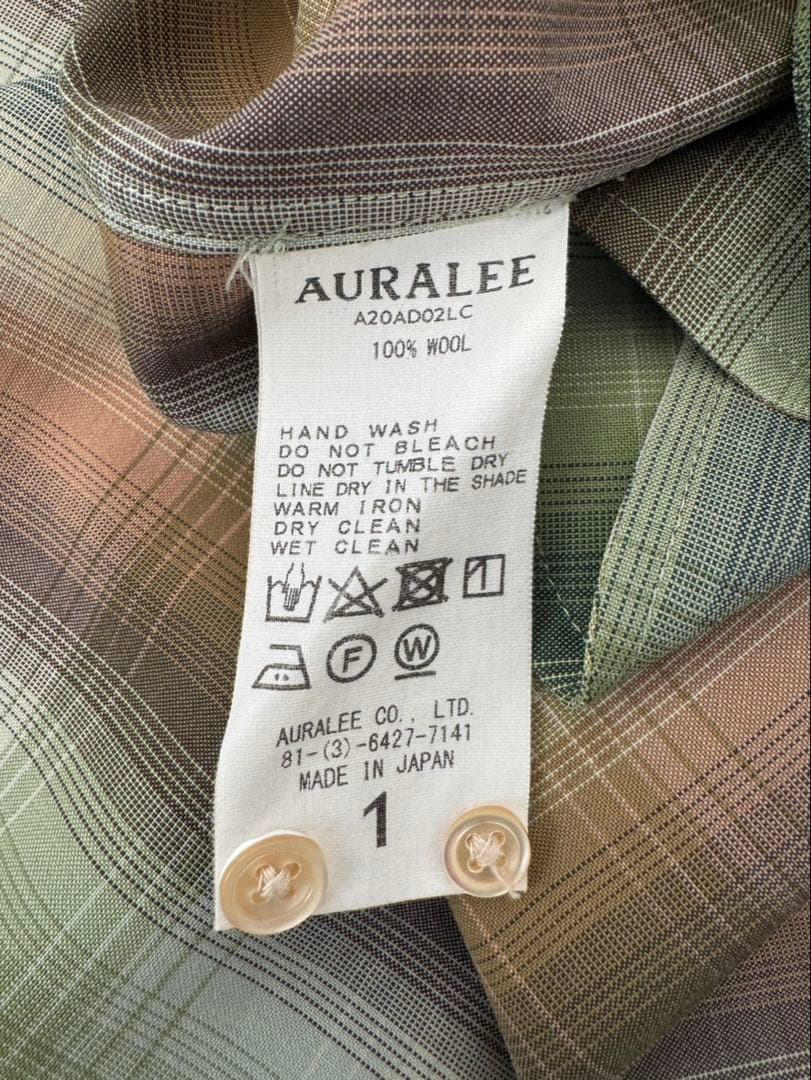 AURALEE
A20AD02LC
100% WOOL
HAND WASH
DO NOT BLEACH
DO NOT TUMBLE DRY
LINE DRY IN THE SHADE
WARM IRON
DRY CLEAN
WET CLEAN
F
W
AURALEE CO., LTD.
81-(3)-6427-7141
MADE IN JAPAN
1